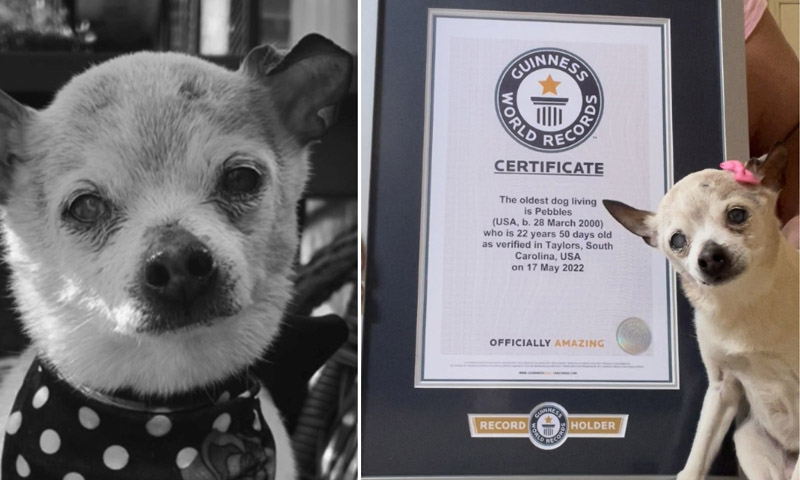 GUINNESS
WORLD RECORDS
CERTIFICATE
The oldest dog living
is Pebbles
(USA, b. 28 March 2000)
who is 22 years 50 days old
as verified in Taylors, South
Carolina, USA
on 17 May 2022
OFFICIALLY AMAZING
RECORD HOLDER
GUINNESS
WORLD RECORDS